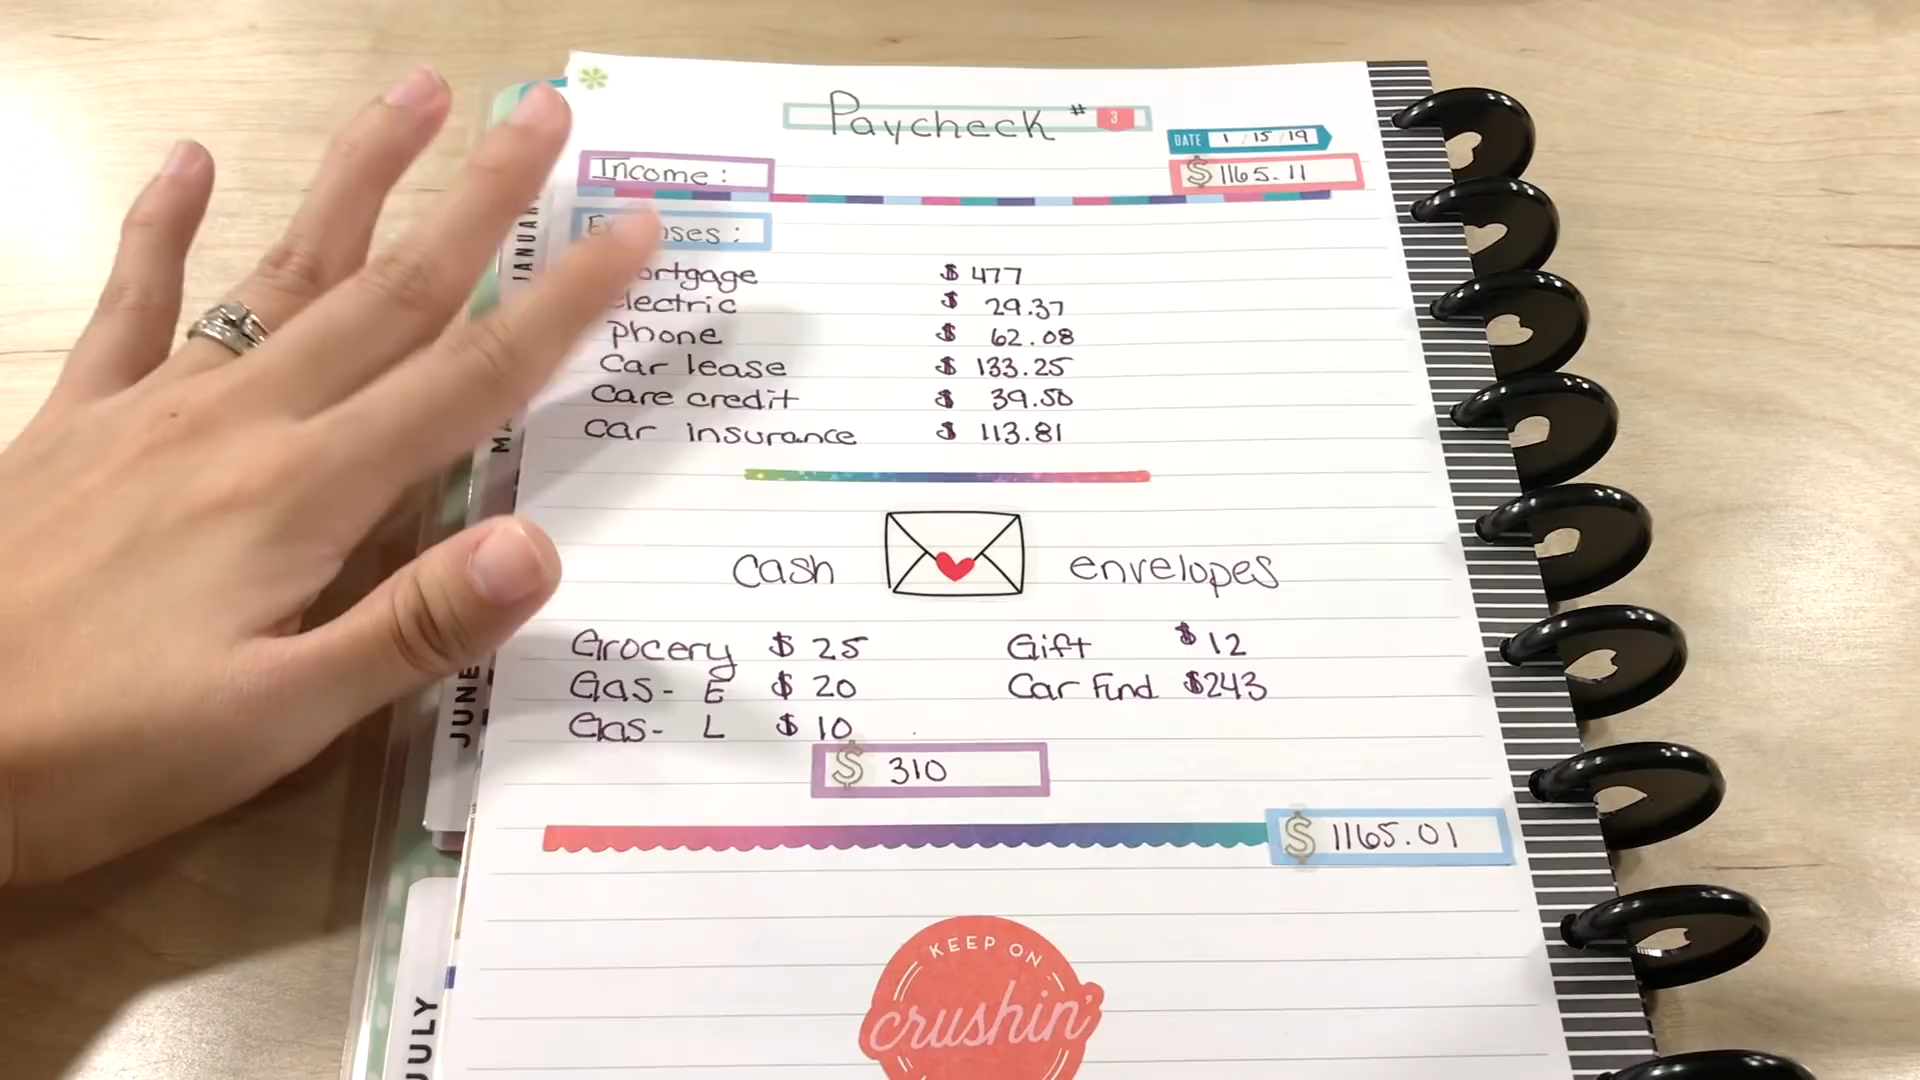 Paycheck # 3
DATE 1/15/19
Income: $1165.11
JANUAR
nses:
ortgage $ 477
lectric $ 29.37
Phone $ 62.08
Car lease $ 133.25
Care credit $ 39.50
Car insurance $ 113.81
MA
cash envelopes
Grocery $ 25 Gift $12
Gas- E $ 20 Car Fund $243
Gas- L $ 10
JUNE
$ 310
$ 1165.01
KEEP ON
crushin'
JULY